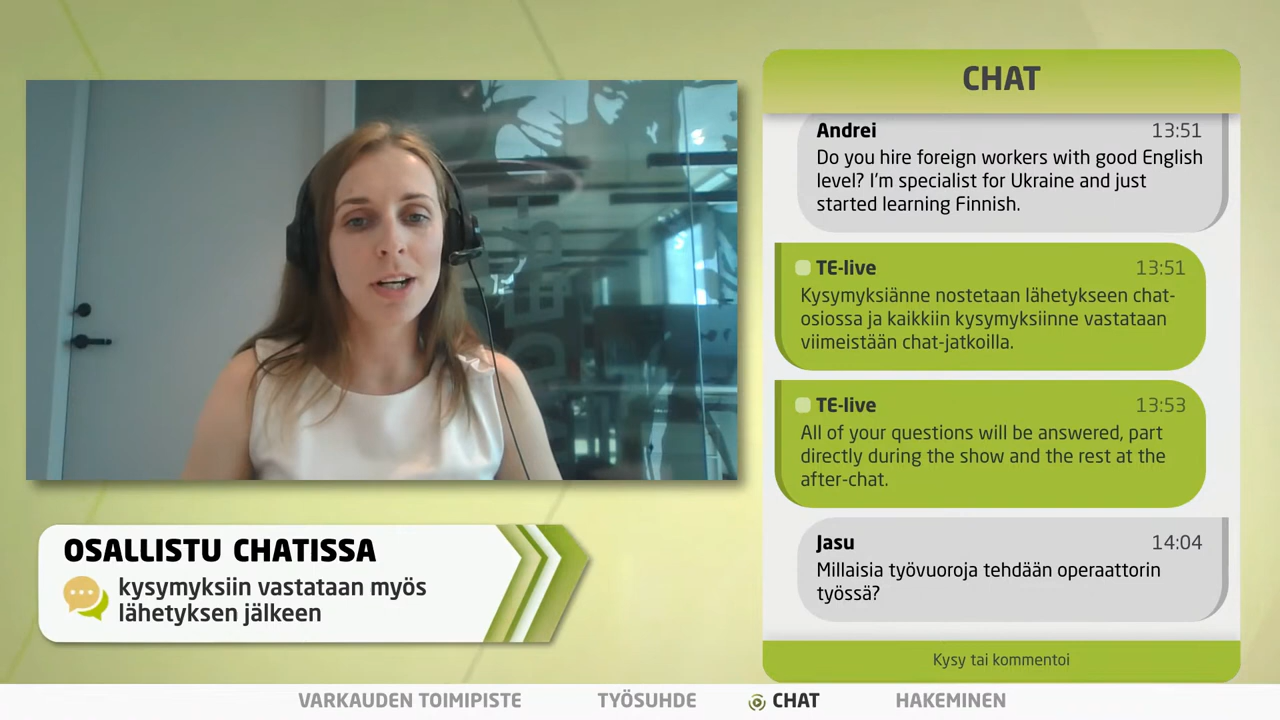 CHAT
Andrei 13:51
Do you hire foreign workers with good English
level? I'm specialist for Ukraine and just
started learning Finnish.
TE-live 13:51
Kysymyksiänne nostetaan lähetykseen chat-
osiossa ja kaikkiin kysymyksiinne vastataan
viimeistään chat-jatkoilla.
TE-live 13:53
All of your questions will be answered, part
directly during the show and the rest at the
after-chat.
Jasu 14:04
Millaisia työvuoroja tehdään operaattorin
työssä?
Kysy tai kommentoi
OSALLISTU CHATISSA
kysymyksiin vastataan myös
lähetyksen jälkeen
VARKAUDEN TOIMIPISTE TYÖSUHDE CHAT HAKEMINEN